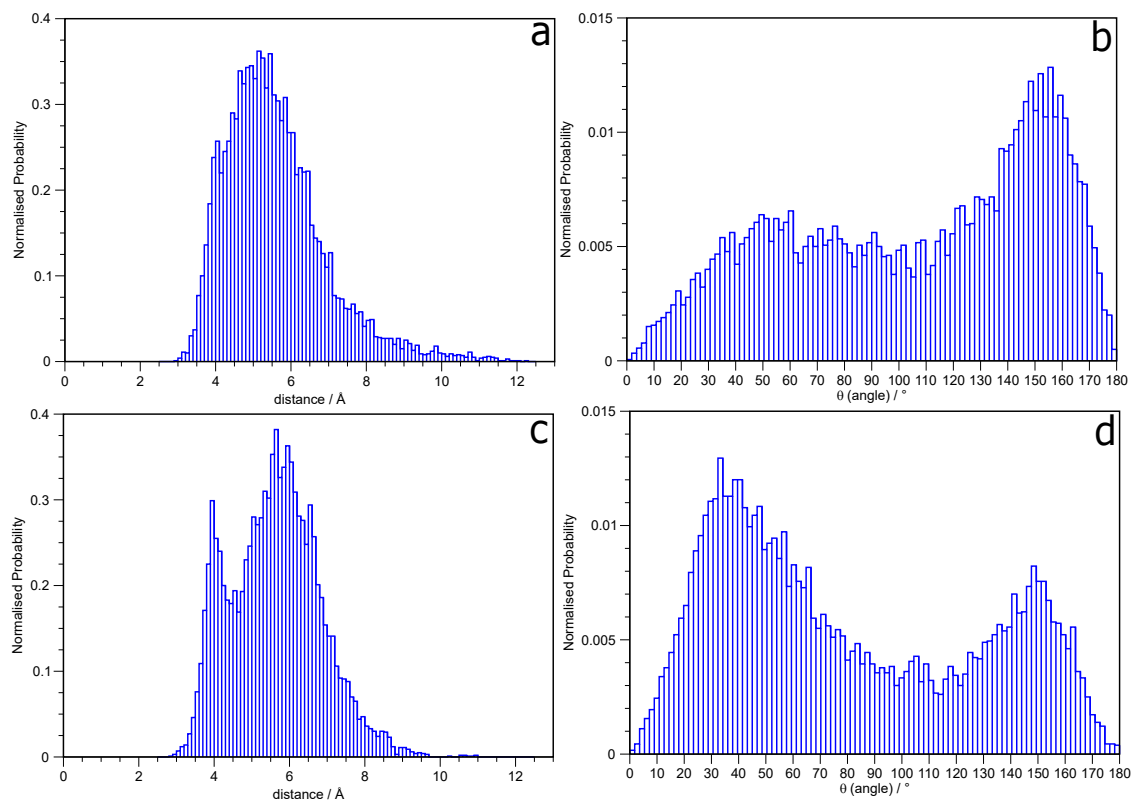 a
Normalised Probability
0.4
0.3
0.2
0.1
0
0 2 4 6 8 10 12
distance / Å
b
Normalised Probability
0.015
0.01
0.005
0
0 10 20 30 40 50 60 70 80 90 100 110 120 130 140 150 160 170 180
θ (angle) / °
c
Normalised Probability
0.4
0.3
0.2
0.1
0
0 2 4 6 8 10 12
distance / Å
d
Normalised Probability
0.015
0.01
0.005
0
0 10 20 30 40 50 60 70 80 90 100 110 120 130 140 150 160 170 180
θ (angle) / °